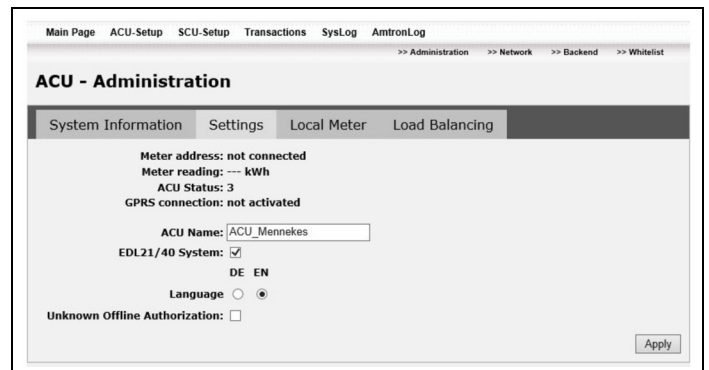 Main Page ACU-Setup SCU-Setup Transactions SysLog AmtronLog
>> Administration >> Network >> Backend >> Whitelist
ACU - Administration
System Information Settings Local Meter Load Balancing
Meter address: not connected
Meter reading: --- kWh
ACU Status: 3
GPRS connection: not activated
ACU Name: ACU_Mennekes
EDL21/40 System:
DE EN
Language
Unknown Offline Authorization:
Apply